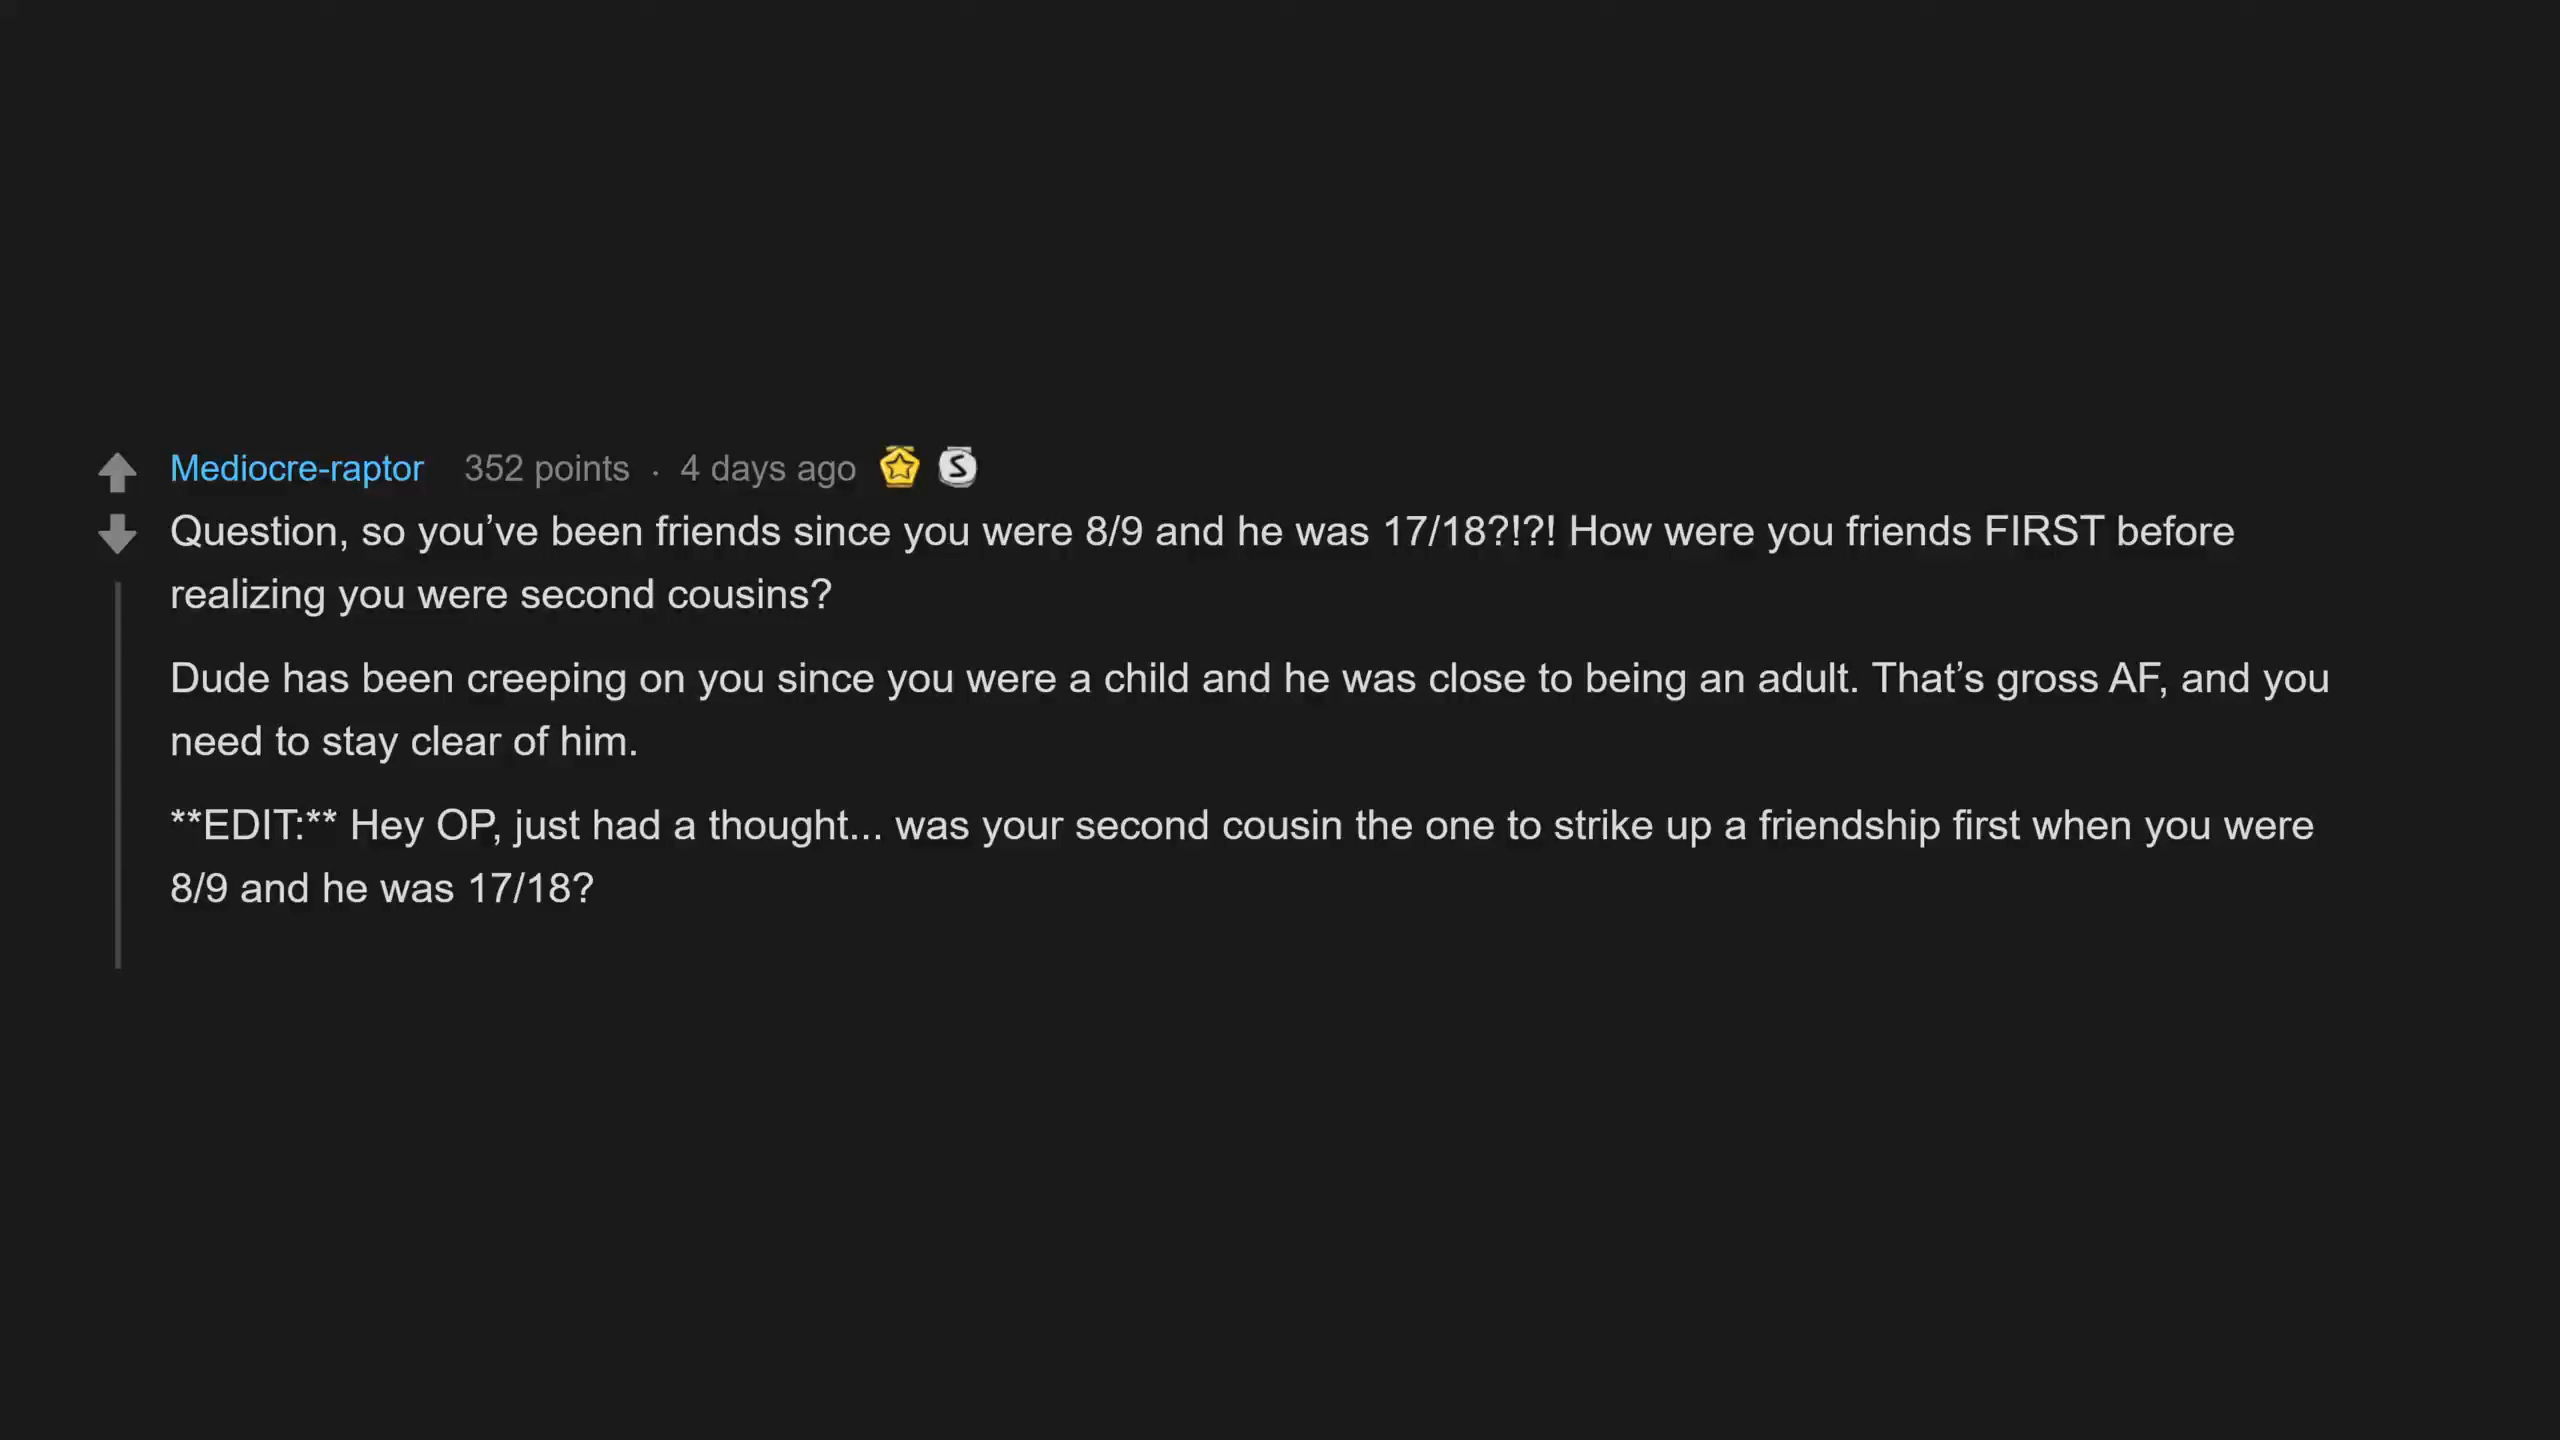 Mediocre-raptor 352 points · 4 days ago
Question, so you’ve been friends since you were 8/9 and he was 17/18?!?! How were you friends FIRST before
realizing you were second cousins?
Dude has been creeping on you since you were a child and he was close to being an adult. That’s gross AF, and you
need to stay clear of him.
**EDIT:** Hey OP, just had a thought... was your second cousin the one to strike up a friendship first when you were
8/9 and he was 17/18?